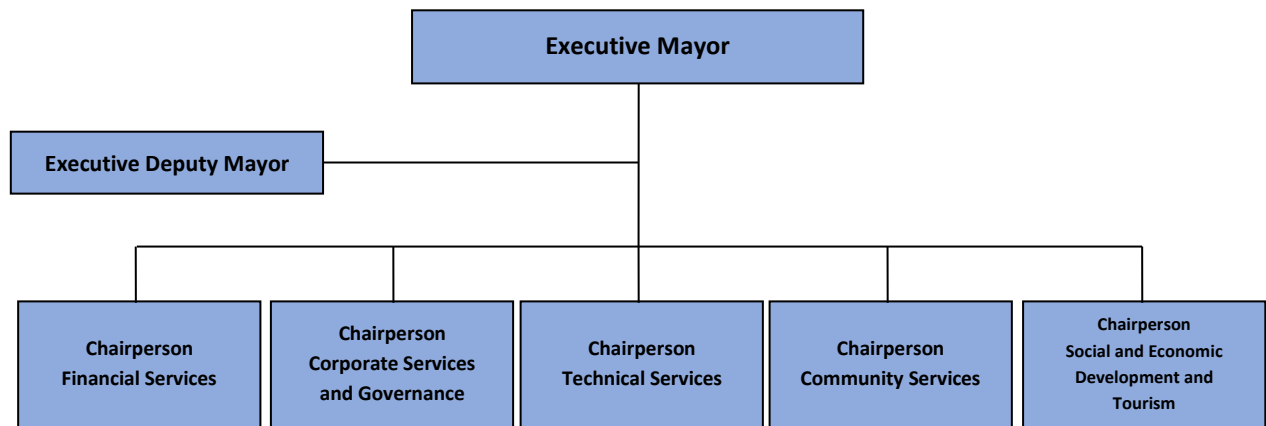 Executive Mayor
Executive Deputy Mayor
Chairperson
Financial Services
Chairperson
Corporate Services
and Governance
Chairperson
Technical Services
Chairperson
Community Services
Chairperson
Social and Economic
Development and
Tourism